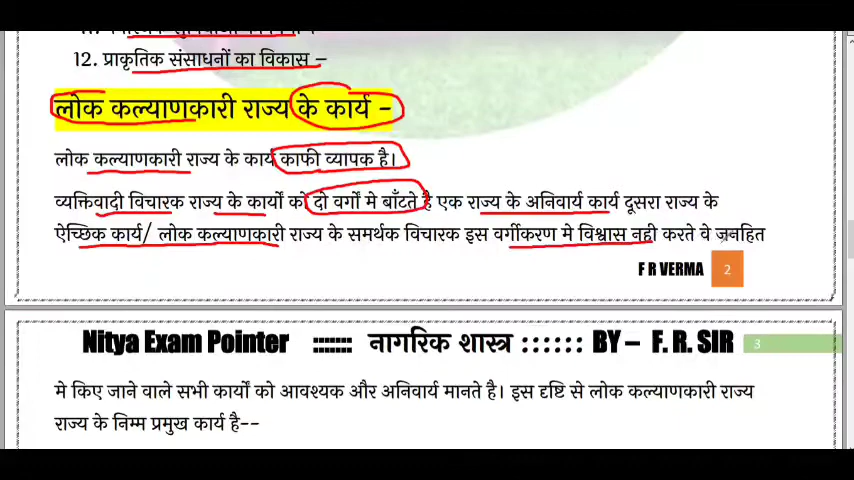 12. प्राकृतिक संसाधनों का विकास –
लोक कल्याणकारी राज्य के कार्य –
लोक कल्याणकारी राज्य के कार्य काफी व्यापक है।
व्यक्तिवादी विचारक राज्य के कार्यों को दो वर्गों मे बाँटते है एक राज्य के अनिवार्य कार्य दूसरा राज्य के
ऐच्छिक कार्य/ लोक कल्याणकारी राज्य के समर्थक विचारक इस वर्गीकरण मे विश्वास नही करते वे जनहित
F R VERMA 2
Nitya Exam Pointer :::::: नागरिक शास्त्र :::::: BY – F. R. SIR 3
मे किए जाने वाले सभी कार्यों को आवश्यक और अनिवार्य मानते है। इस दृष्टि से लोक कल्याणकारी राज्य
राज्य के निम्म प्रमुख कार्य है--